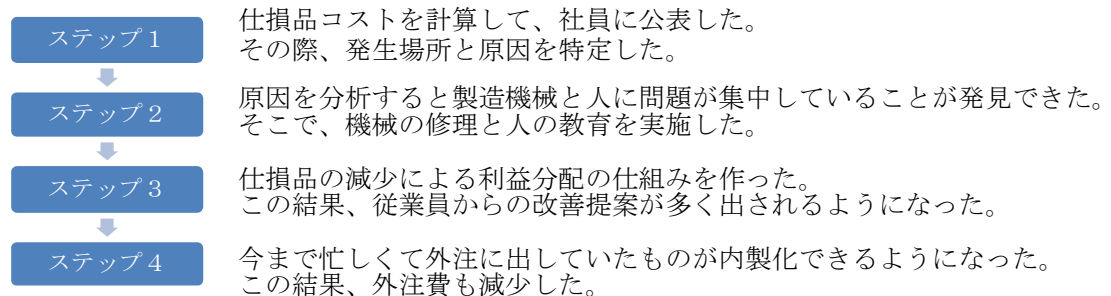 ステップ１
仕損品コストを計算して、社員に公表した。
その際、発生場所と原因を特定した。
ステップ２
原因を分析すると製造機械と人に問題が集中していることが発見できた。
そこで、機械の修理と人の教育を実施した。
ステップ３
仕損品の減少による利益分配の仕組みを作った。
この結果、従業員からの改善提案が多く出されるようになった。
ステップ４
今まで忙しくて外注に出していたものが内製化できるようになった。
この結果、外注費も減少した。